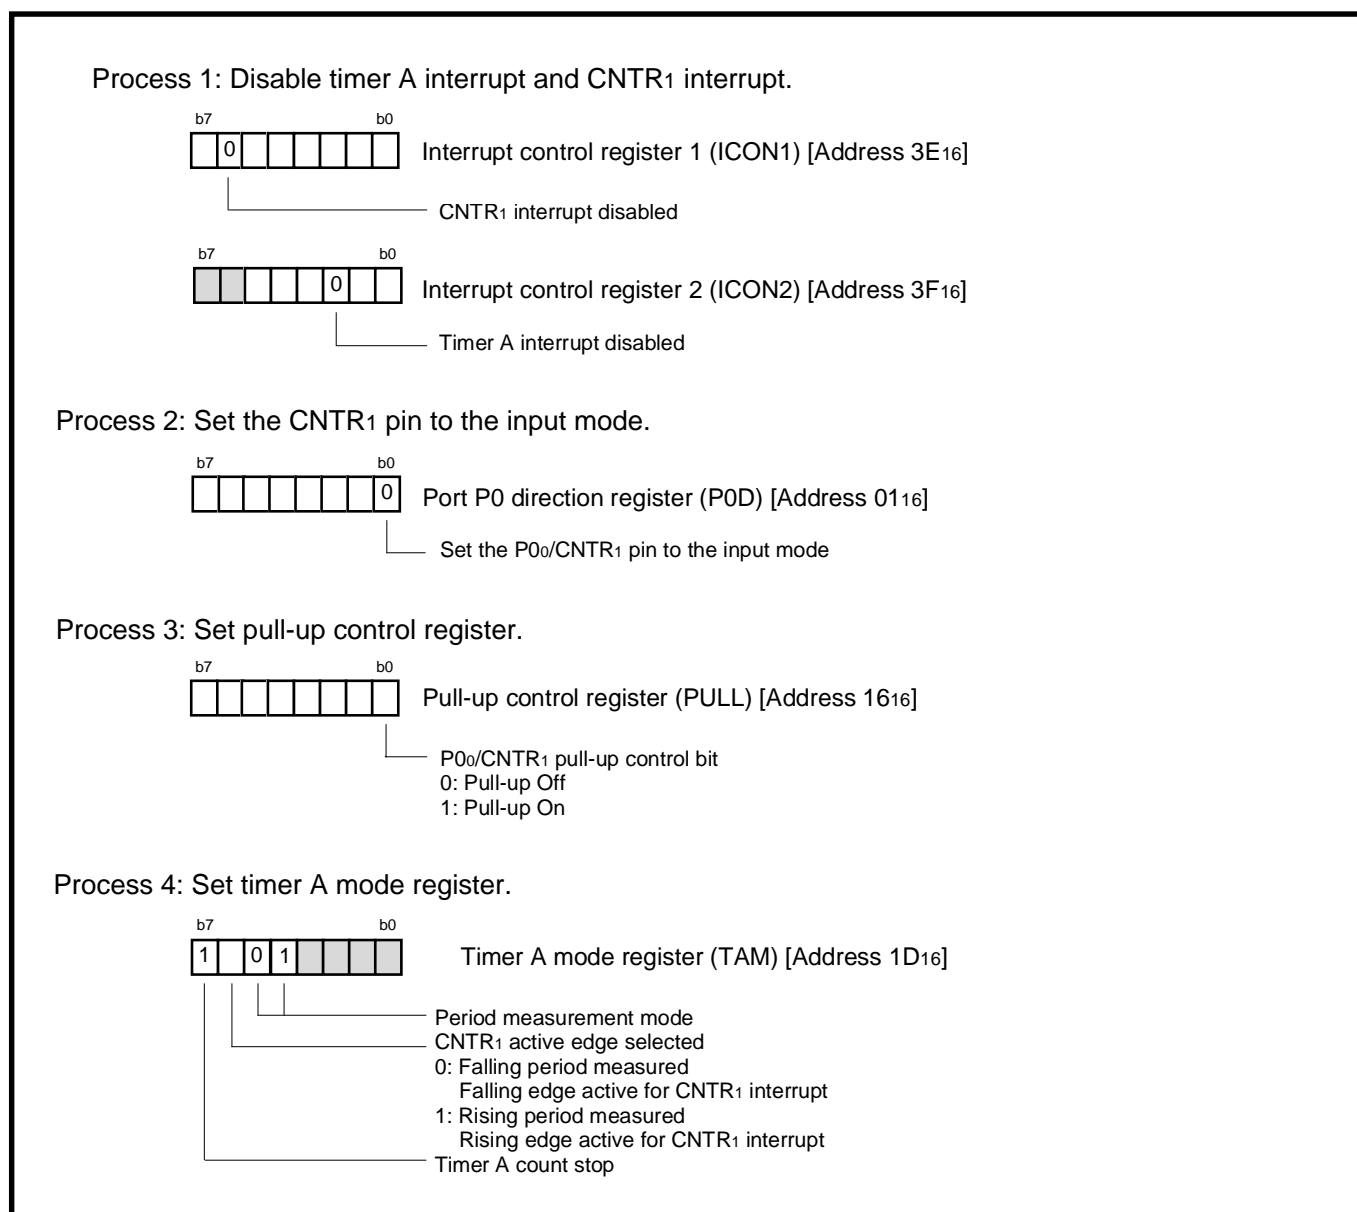 Process 1: Disable timer A interrupt and CNTR1 interrupt.
b7 b0
0 Interrupt control register 1 (ICON1) [Address 3E16]
CNTR1 interrupt disabled
b7 b0
0 Interrupt control register 2 (ICON2) [Address 3F16]
Timer A interrupt disabled
Process 2: Set the CNTR1 pin to the input mode.
b7 b0
0 Port P0 direction register (P0D) [Address 0116]
Set the P00/CNTR1 pin to the input mode
Process 3: Set pull-up control register.
b7 b0
Pull-up control register (PULL) [Address 1616]
P00/CNTR1 pull-up control bit
0: Pull-up Off
1: Pull-up On
Process 4: Set timer A mode register.
b7 b0
1 0 1 Timer A mode register (TAM) [Address 1D16]
Period measurement mode
CNTR1 active edge selected
0: Falling period measured
Falling edge active for CNTR1 interrupt
1: Rising period measured
Rising edge active for CNTR1 interrupt
Timer A count stop